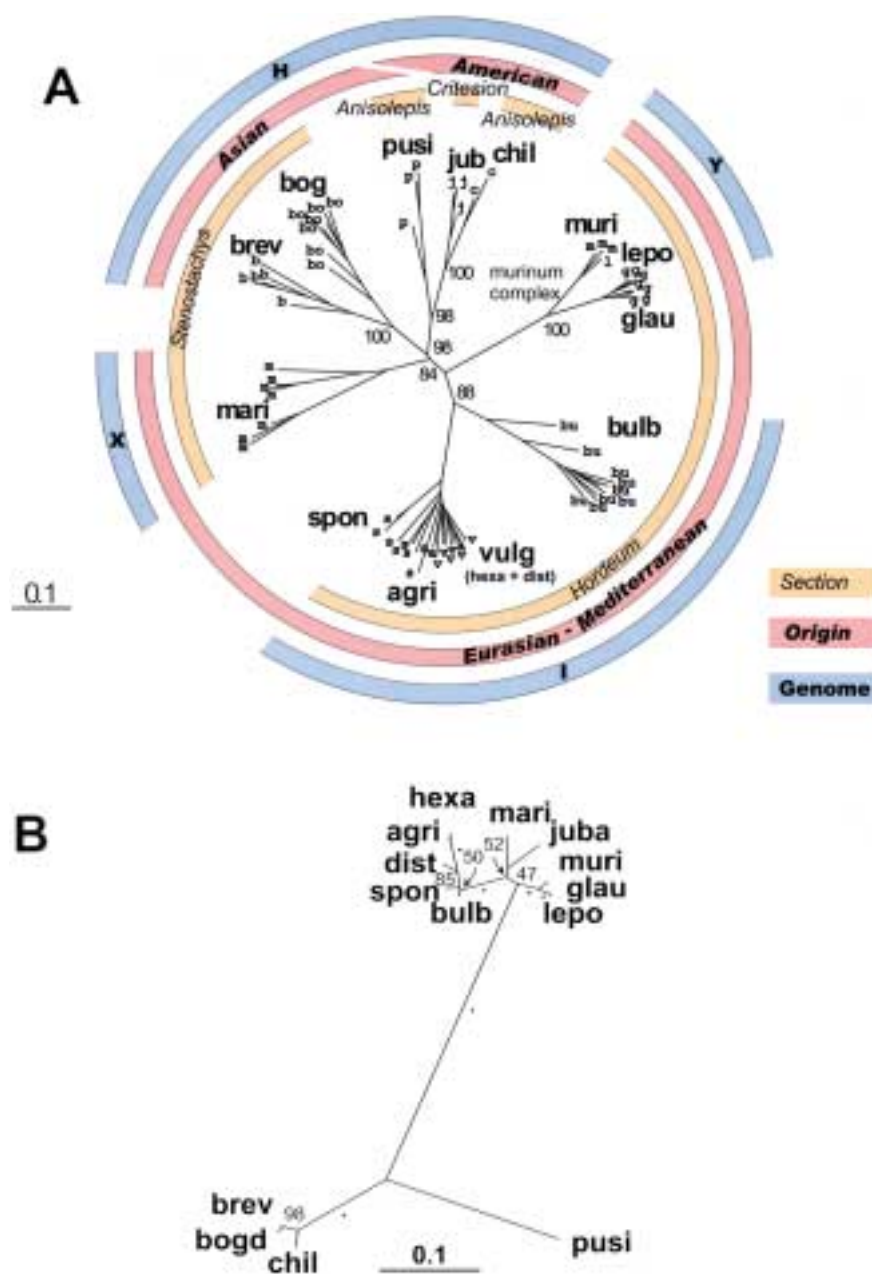 A
H
American
Critesion
Anisolepis
Anisolepis
Asian
Y
pusi
jub
chil
bog
muri
lepo
brev
murinum
complex
glau
Stenostachys
100
98
100
100
98
84
88
mari
X
bulb
spon
vulg
(hexa + dist)
agri
Hordeum
Eurasian - Mediterranean
I
0.1
Section
Origin
Genome
B
hexa
mari
agri
juba
52
50
dist
muri
85
47
spon
glau
bulb
lepo
brev
98
bogd
chil
0.1
pusi